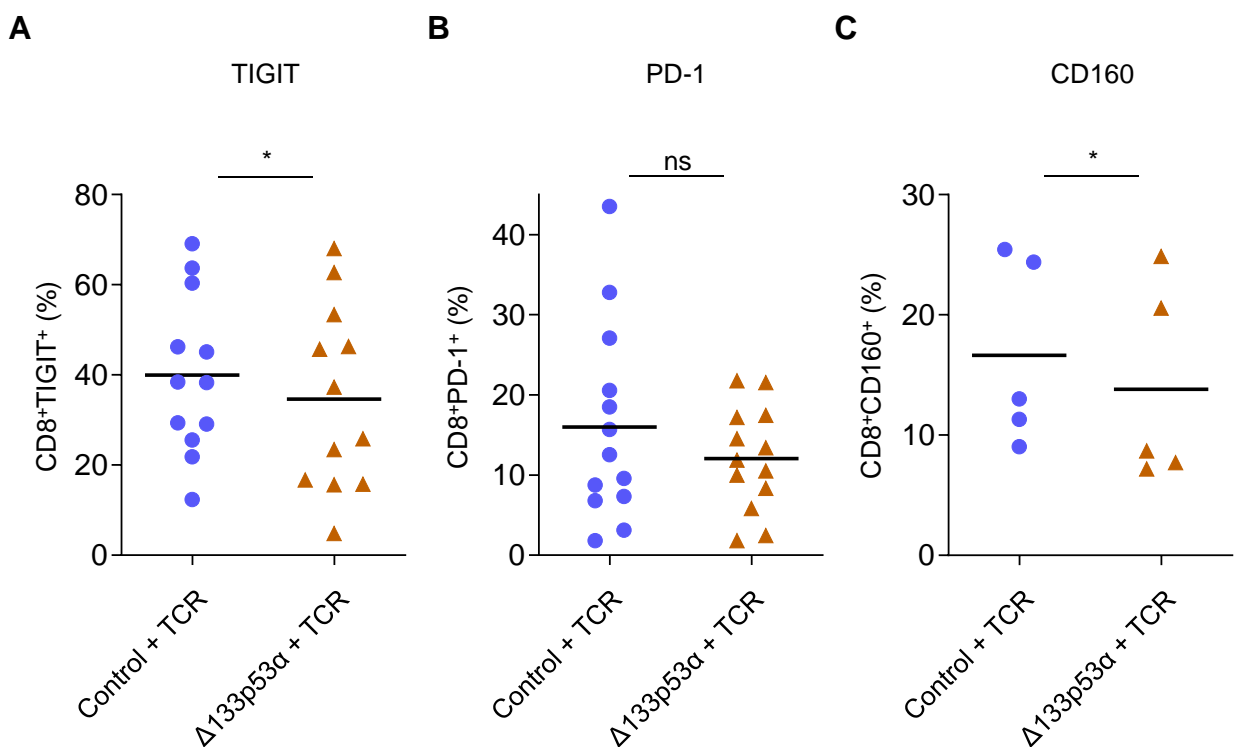 A
B
C
TIGIT
PD-1
CD160
*
ns
*
CD8⁺TIGIT⁺ (%)
80
60
40
20
0
Control + TCR
Δ133p53α + TCR
CD8⁺PD-1⁺ (%)
40
30
20
10
0
Control + TCR
Δ133p53α + TCR
CD8⁺CD160⁺ (%)
30
20
10
0
Control + TCR
Δ133p53α + TCR